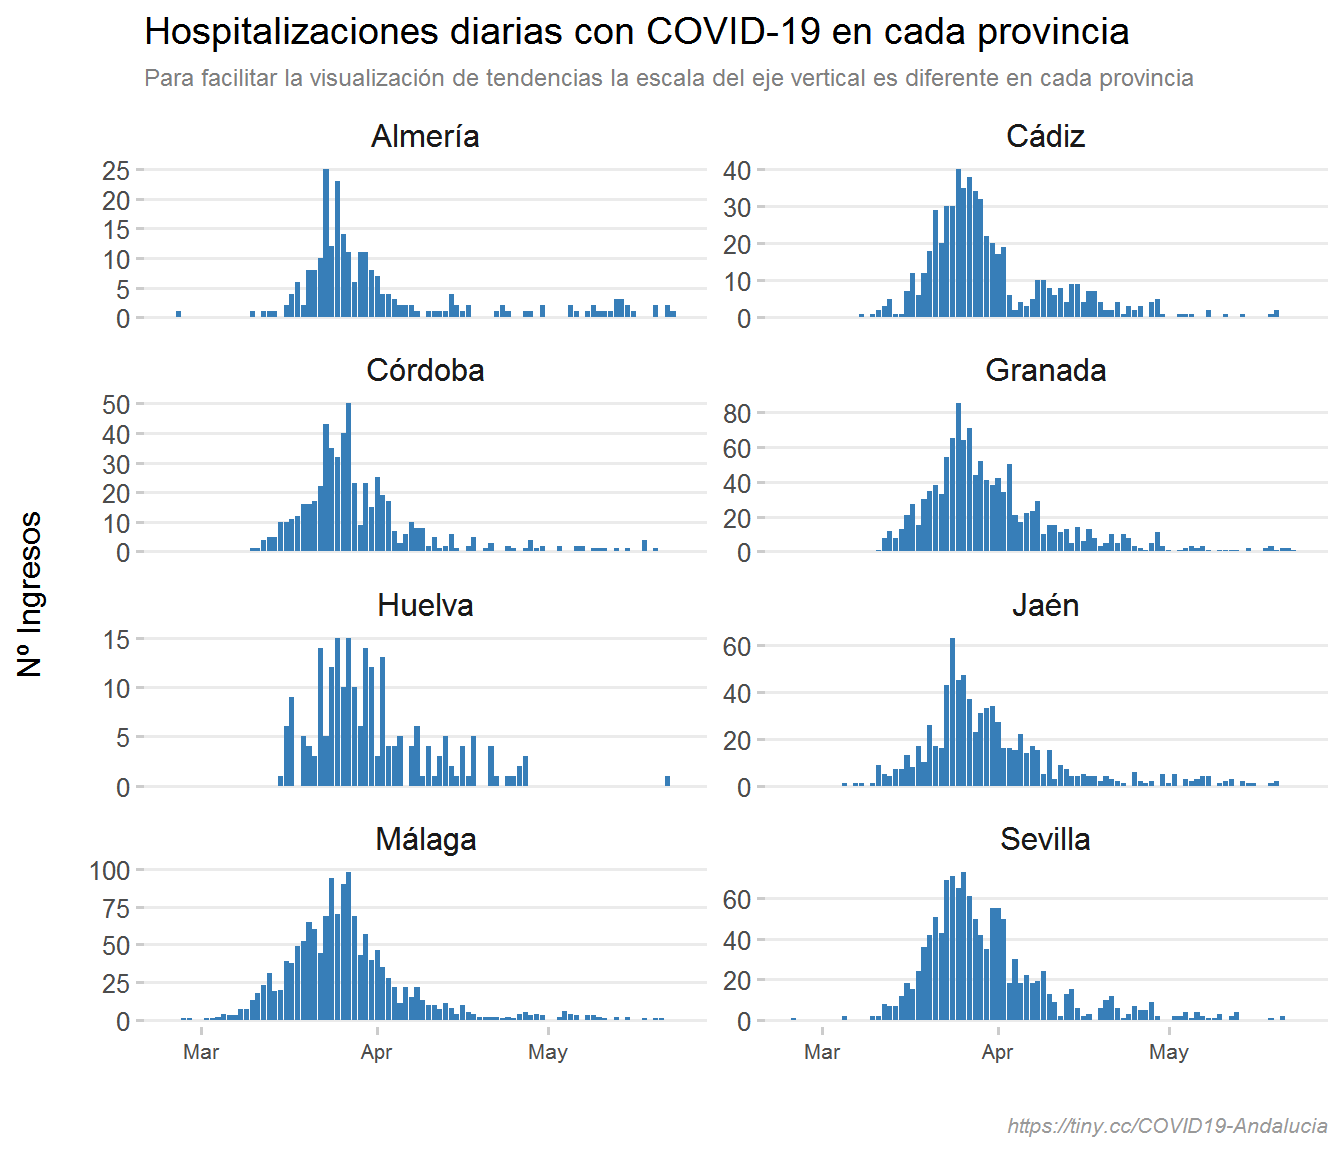 Hospitalizaciones diarias con COVID-19 en cada provincia
Para facilitar la visualización de tendencias la escala del eje vertical es diferente en cada provincia
Nº Ingresos
Almería
25
20
15
10
5
0
Cádiz
40
30
20
10
0
Córdoba
50
40
30
20
10
0
Granada
80
60
40
20
0
Huelva
15
10
5
0
Jaén
60
40
20
0
Málaga
100
75
50
25
0
Mar Apr May
Sevilla
60
40
20
0
Mar Apr May
https://tiny.cc/COVID19-Andalucia